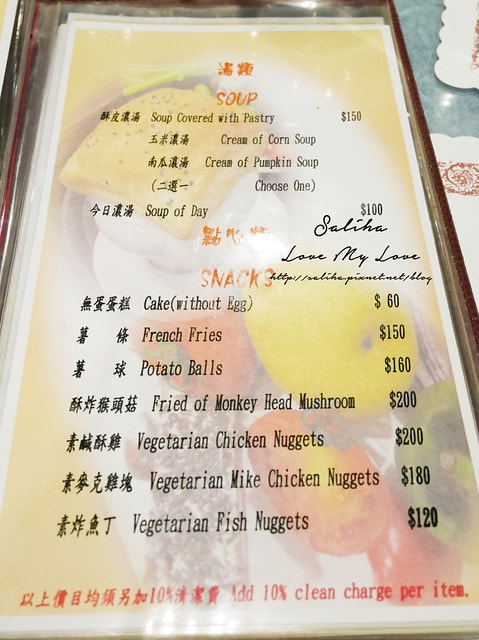 湯類
SOUP
酥皮濃湯 Soup Covered with Pastry $150
玉米濃湯 Cream of Corn Soup
南瓜濃湯 Cream of Pumpkin Soup
(二選一 Choose One)
今日濃湯 Soup of Day $100
點心類
Saliha
Love My Love
http://saliha.pixnet.net/blog
SNACKS
無蛋蛋糕 Cake(without Egg) $ 60
薯 條 French Fries $150
薯 球 Potato Balls $160
酥炸猴頭菇 Fried of Monkey Head Mushroom $200
素鹹酥雞 Vegetarian Chicken Nuggets $200
素麥克雞塊 Vegetarian Mike Chicken Nuggets $180
素炸魚丁 Vegetarian Fish Nuggets $120
以上價目均須另加10%清潔費 Add 10% clean charge per item.